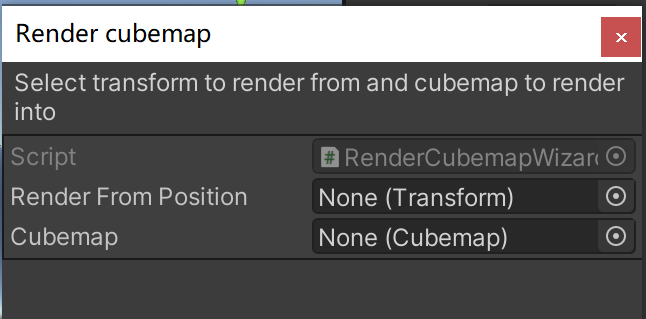 Render cubemap
Select transform to render from and cubemap to render
into
Script
RenderCubemapWizard
Render From Position
None (Transform)
Cubemap
None (Cubemap)